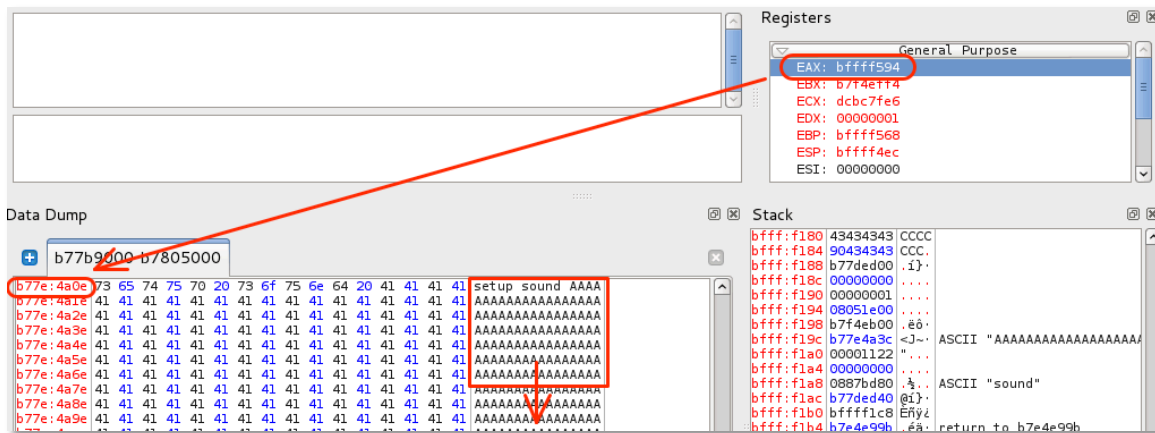 Registers
General Purpose
EAX: bffff594
EBX: b7f4eff4
ECX: dcbc7fe6
EDX: 00000001
EBP: bffff568
ESP: bffff4ec
ESI: 00000000
Data Dump
b77b9000-b7805000
b77e:4a0e 73 65 74 75 70 20 73 6f 75 6e 64 20 41 41 41 41 setup sound AAAA
b77e:4a1e 41 41 41 41 41 41 41 41 41 41 41 41 41 41 41 41 AAAAAAAAAAAAAAAA
b77e:4a2e 41 41 41 41 41 41 41 41 41 41 41 41 41 41 41 41 AAAAAAAAAAAAAAAA
b77e:4a3e 41 41 41 41 41 41 41 41 41 41 41 41 41 41 41 41 AAAAAAAAAAAAAAAA
b77e:4a4e 41 41 41 41 41 41 41 41 41 41 41 41 41 41 41 41 AAAAAAAAAAAAAAAA
b77e:4a5e 41 41 41 41 41 41 41 41 41 41 41 41 41 41 41 41 AAAAAAAAAAAAAAAA
b77e:4a6e 41 41 41 41 41 41 41 41 41 41 41 41 41 41 41 41 AAAAAAAAAAAAAAAA
b77e:4a7e 41 41 41 41 41 41 41 41 41 41 41 41 41 41 41 41 AAAAAAAAAAAAAAAA
b77e:4a8e 41 41 41 41 41 41 41 41 41 41 41 41 41 41 41 41 AAAAAAAAAAAAAAAA
b77e:4a9e 41 41 41 41 41 41 41 41 41 41 41 41 41 41 41 41 AAAAAAAAAAAAAAAA
Stack
bfff:f180 43434343 CCCC
bfff:f184 90434343 CCC.
bfff:f188 b77ded00 .í}·
bfff:f18c 00000000 ....
bfff:f190 00000001 ....
bfff:f194 08051e00 ....
bfff:f198 b7f4eb00 .ëô·
bfff:f19c b77e4a3c <J~· ASCII "AAAAAAAAAAAAAAAAAAA
bfff:f1a0 00001122 "...
bfff:f1a4 00000000 ....
bfff:f1a8 0887bd80 .½.. ASCII "sound"
bfff:f1ac b77ded40 @í}·
bfff:f1b0 bffff1c8 Èñÿ¿
bfff:f1b4 b7e4e99b .éä· return to b7e4e99b